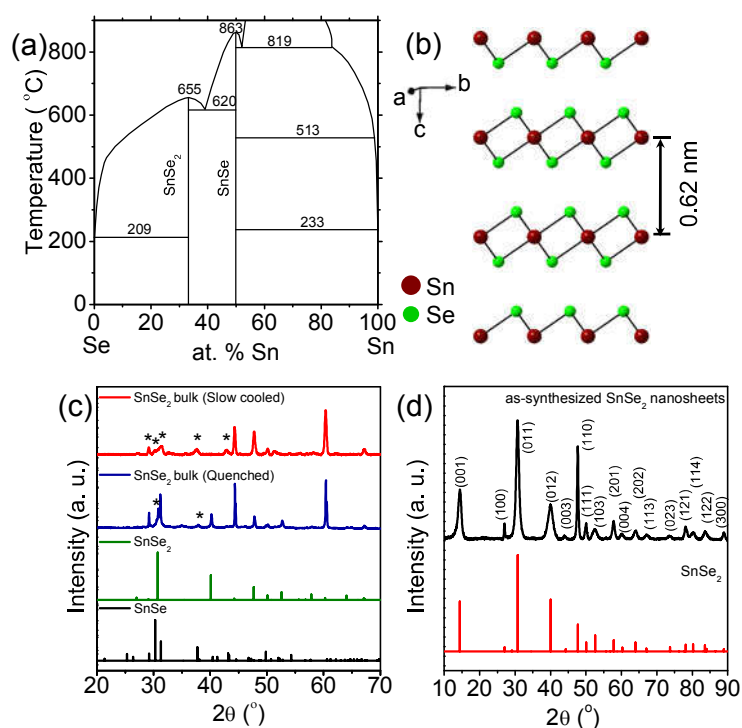 (a)
Temperature (°C)
800
600
400
200
0
863
819
655
620
513
209
233
SnSe₂
SnSe
0 20 40 60 80 100
Se at. % Sn Sn
(b)
a b
c
0.62 nm
Sn
Se
(c)
Intensity (a. u.)
SnSe₂ bulk (Slow cooled)
* * * * *
SnSe₂ bulk (Quenched)
* *
SnSe₂
SnSe
20 30 40 50 60 70
2θ (°)
(d)
Intensity (a. u.)
as-synthesized SnSe₂ nanosheets
(001)
(100)
(011)
(012)
(003)
(110)
(111)
(103)
(201)
(004)
(202)
(113)
(023)
(121)
(114)
(122)
(300)
SnSe₂
10 20 30 40 50 60 70 80 90
2θ (°)